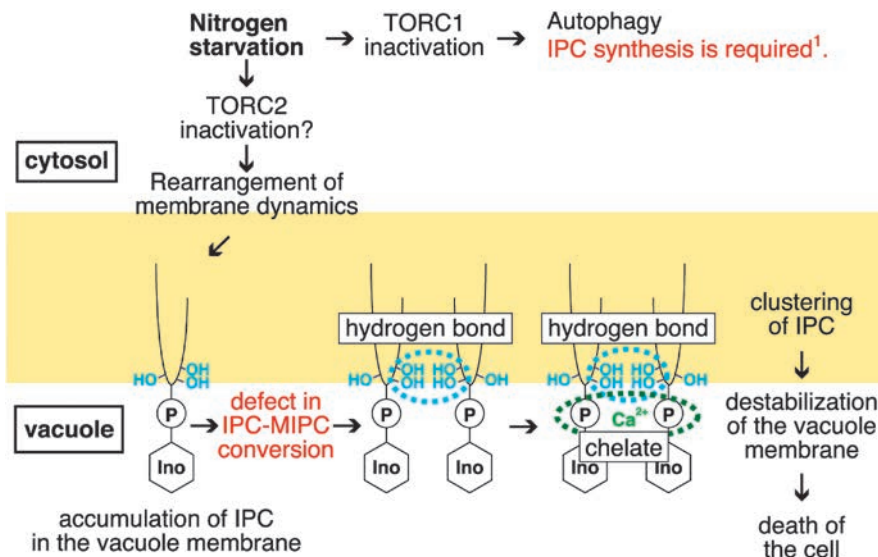 Nitrogen
starvation
TORC1
inactivation
Autophagy
IPC synthesis is required¹.
TORC2
inactivation?
cytosol
Rearrangement of
membrane dynamics
clustering
of IPC
hydrogen bond
hydrogen bond
HO OH
OH
HO OH HO OH
OH HO
HO OH HO OH
OH HO
P
P
P
P
P
Ca²⁺
chelate
vacuole
defect in
IPC-MIPC
conversion
destabilization
of the vacuole
membrane
Ino
Ino
Ino
Ino
Ino
accumulation of IPC
in the vacuole membrane
death of
the cell